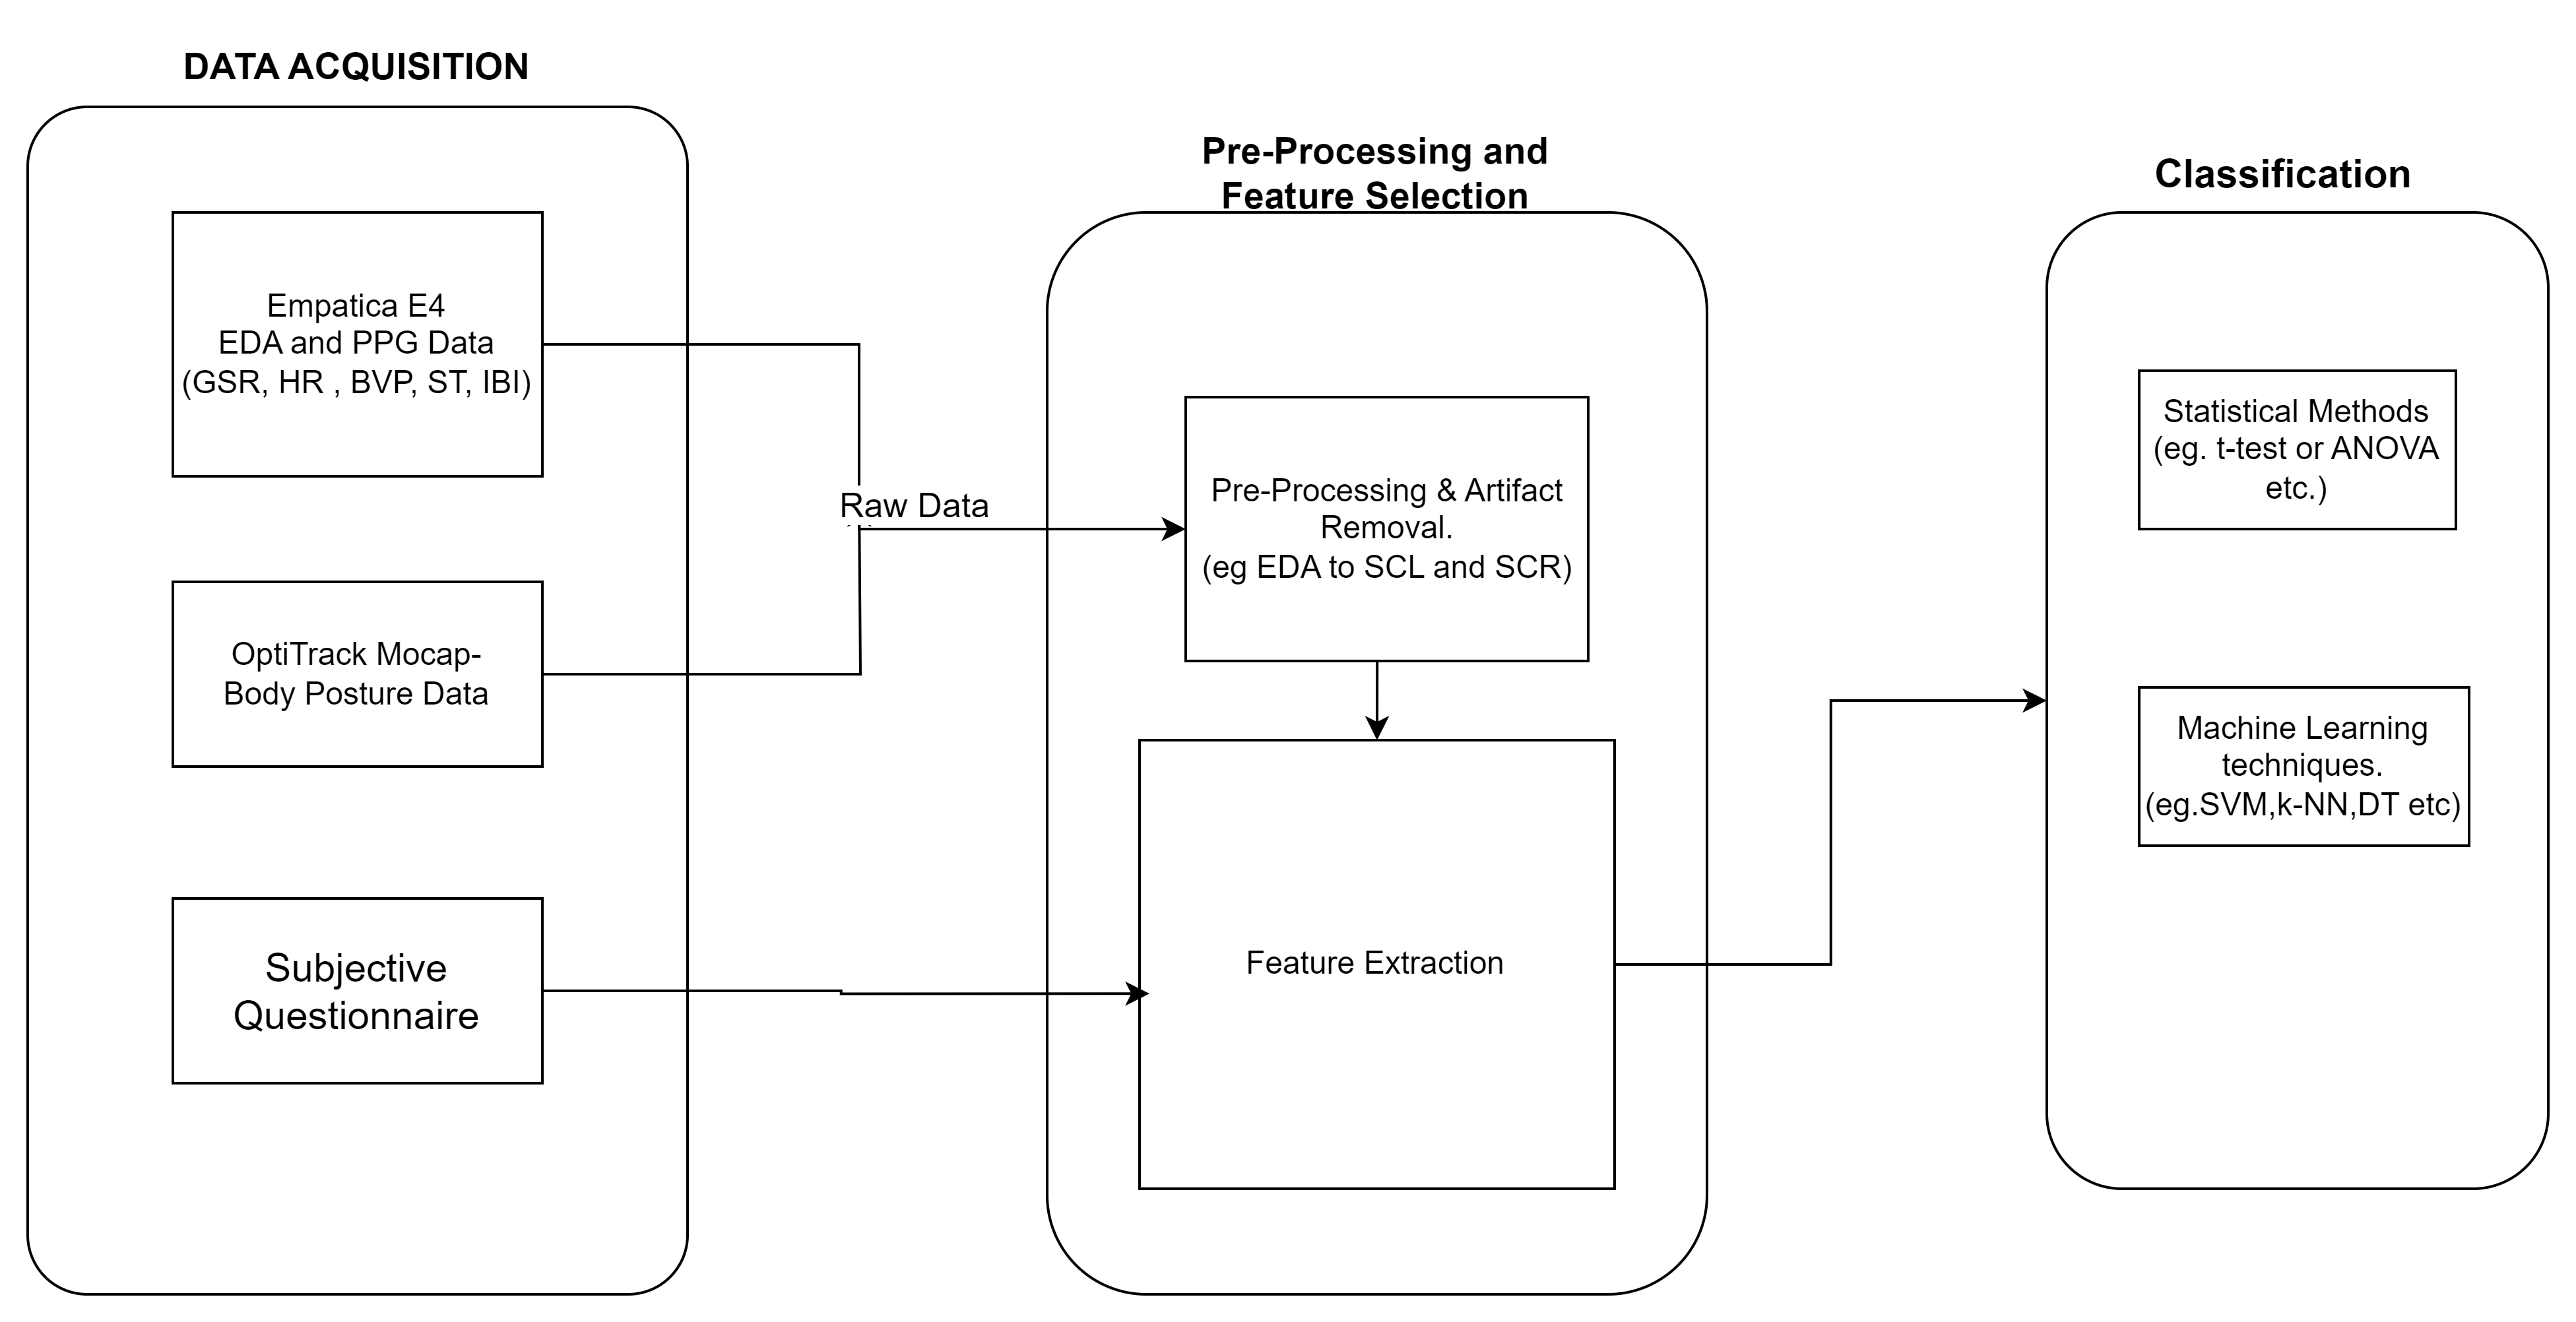 DATA ACQUISITION
Empatica E4
EDA and PPG Data
(GSR, HR , BVP, ST, IBI)
OptiTrack Mocap-
Body Posture Data
Subjective
Questionnaire
Raw Data
Pre-Processing and
Feature Selection
Pre-Processing & Artifact
Removal.
(eg EDA to SCL and SCR)
Feature Extraction
Classification
Statistical Methods
(eg. t-test or ANOVA
etc.)
Machine Learning
techniques.
(eg.SVM,k-NN,DT etc)